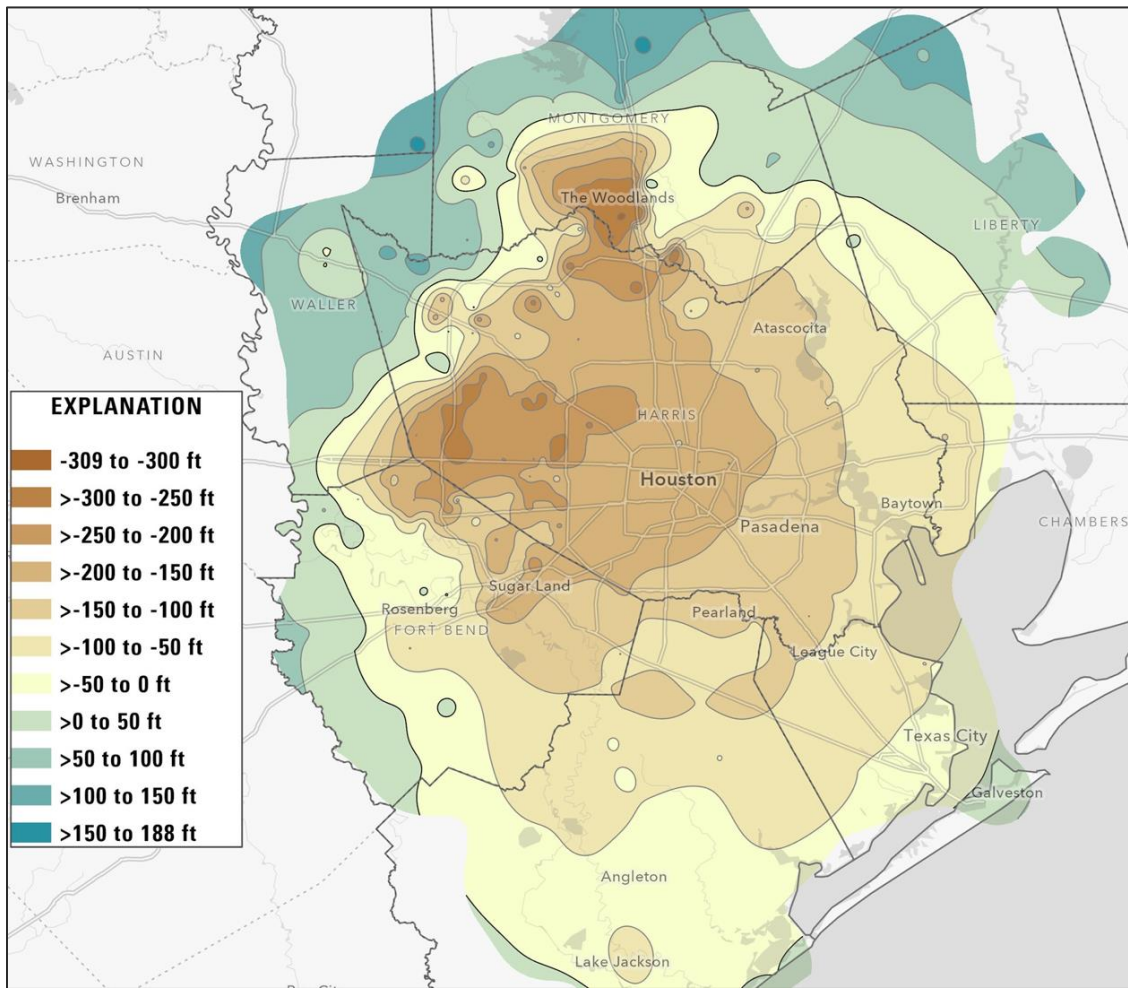 MONTGOMERY
WASHINGTON
Brenham
The Woodlands
LIBERTY
WALLER
Atascocita
AUSTIN
EXPLANATION
-309 to -300 ft
>-300 to -250 ft
>-250 to -200 ft
>-200 to -150 ft
>-150 to -100 ft
>-100 to -50 ft
>-50 to 0 ft
>0 to 50 ft
>50 to 100 ft
>100 to 150 ft
>150 to 188 ft
HARRIS
Houston
Baytown
CHAMBERS
Pasadena
Sugar Land
Rosenberg
Pearland
FORT BEND
League City
Texas City
Galveston
Angleton
Lake Jackson